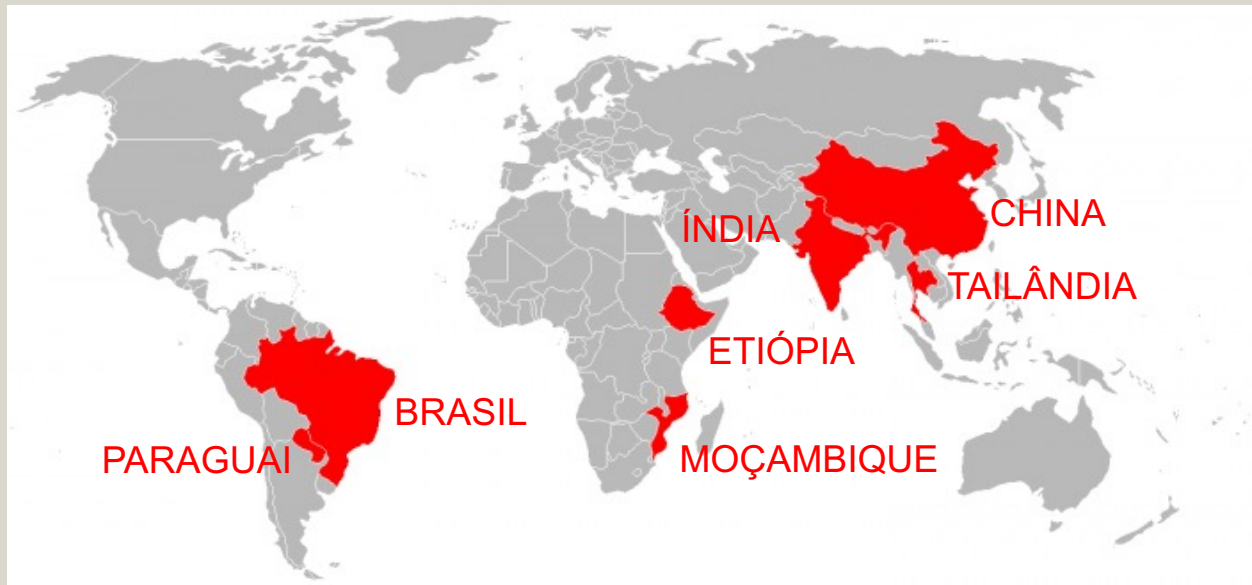 CHINA
ÍNDIA
TAILÂNDIA
ETIÓPIA
BRASIL
PARAGUAI
MOÇAMBIQUE